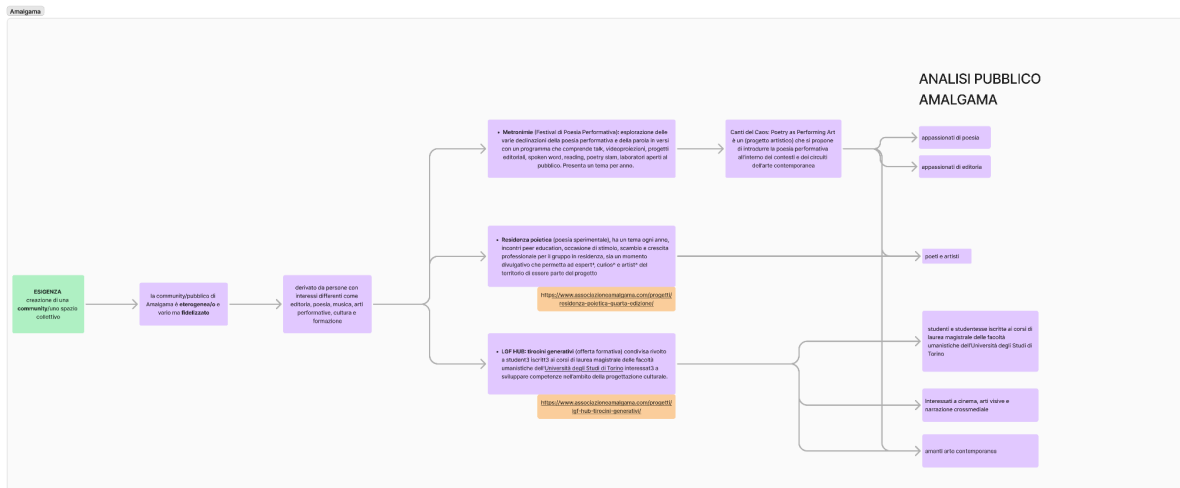 Amalgama
ANALISI PUBBLICO
AMALGAMA
ESIGENZA
creazione di una
community/uno spazio
collettivo
la community/pubblico di
Amalgama è eterogenea/o e
vario ma fidelizzato
derivato da persone con
interessi differenti come
editoria, poesia, musica, arti
performative, cultura e
formazione
• Metronimie (Festival di Poesia Performativa): esplorazione delle
varie declinazioni della poesia performativa e della parola in versi
con un programma che comprende talk, videoproiezioni, progetti
editoriali, spoken word, reading, poetry slam, laboratori aperti al
pubblico. Presenta un tema per anno.
Canti del Caos: Poetry as Performing Art
è un (progetto artistico) che si propone
di introdurre la poesia performativa
all'interno dei contesti e dei circuiti
dell'arte contemporanea
appassionati di poesia
appassionati di editoria
• Residenza poietica (poesia sperimentale), ha un tema ogni anno,
incontri peer education, occasione di stimolo, scambio e crescita
professionale per il gruppo in residenza, sia un momento
divulgativo che permetta ad espert*, curios* e artist* del
territorio di essere parte del progetto
https://www.associazioneamalgama.com/progetti/
residenza-poietica-quarta-edizione/
poeti e artisti
• LGF HUB: tirocini generativi (offerta formativa) condivisa rivolto
a student3 iscritt3 ai corsi di laurea magistrale delle facoltà
umanistiche dell'Università degli Studi di Torino interessat3 a
sviluppare competenze nell'ambito della progettazione culturale.
https://www.associazioneamalgama.com/progetti/
lgf-hub-tirocini-generativi/
studenti e studentesse iscritte ai corsi di
laurea magistrale delle facoltà
umanistiche dell'Università degli Studi di
Torino
Interessati a cinema, arti visive e
narrazione crossmediale
amanti arte contemporanea